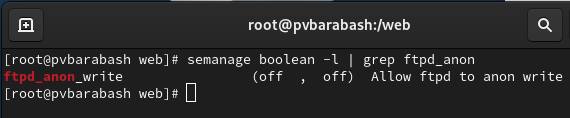 root@pvbarabash:/web
[root@pvbarabash web]# semanage boolean -l | grep ftpd_anon
ftpd_anon_write                (off  ,  off)  Allow ftpd to anon write
[root@pvbarabash web]#